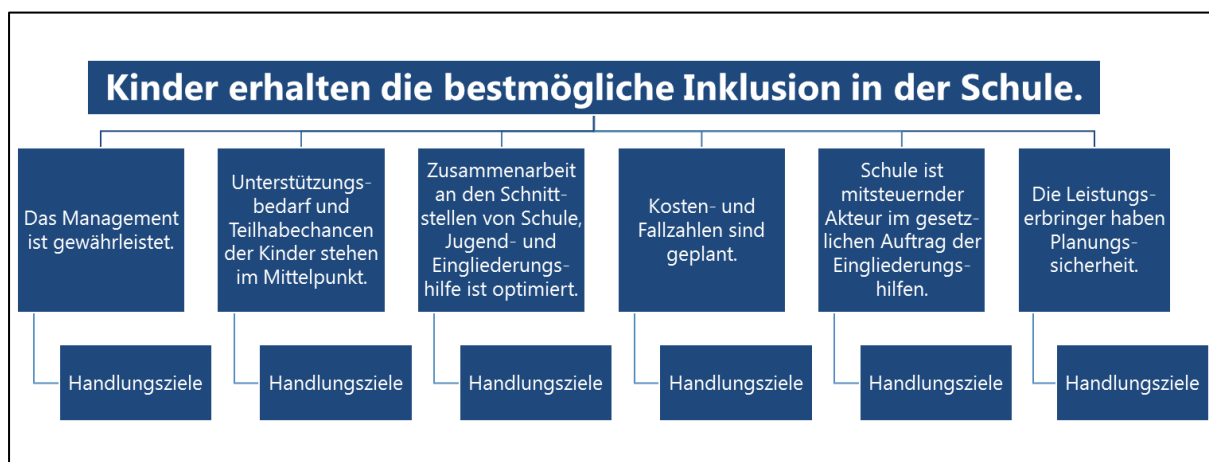 Kinder erhalten die bestmögliche Inklusion in der Schule.
Das Management
ist gewährleistet.
Unterstützungs-
bedarf und
Teilhabechancen
der Kinder stehen
im Mittelpunkt.
Zusammenarbeit
an den Schnitt-
stellen von Schule,
Jugend- und
Eingliederungs-
hilfe ist optimiert.
Kosten- und
Fallzahlen sind
geplant.
Schule ist
mitsteuernder
Akteur im gesetz-
lichen Auftrag der
Eingliederungs-
hilfen.
Die Leistungs-
erbringer haben
Planungs-
sicherheit.
Handlungsziele
Handlungsziele
Handlungsziele
Handlungsziele
Handlungsziele
Handlungsziele